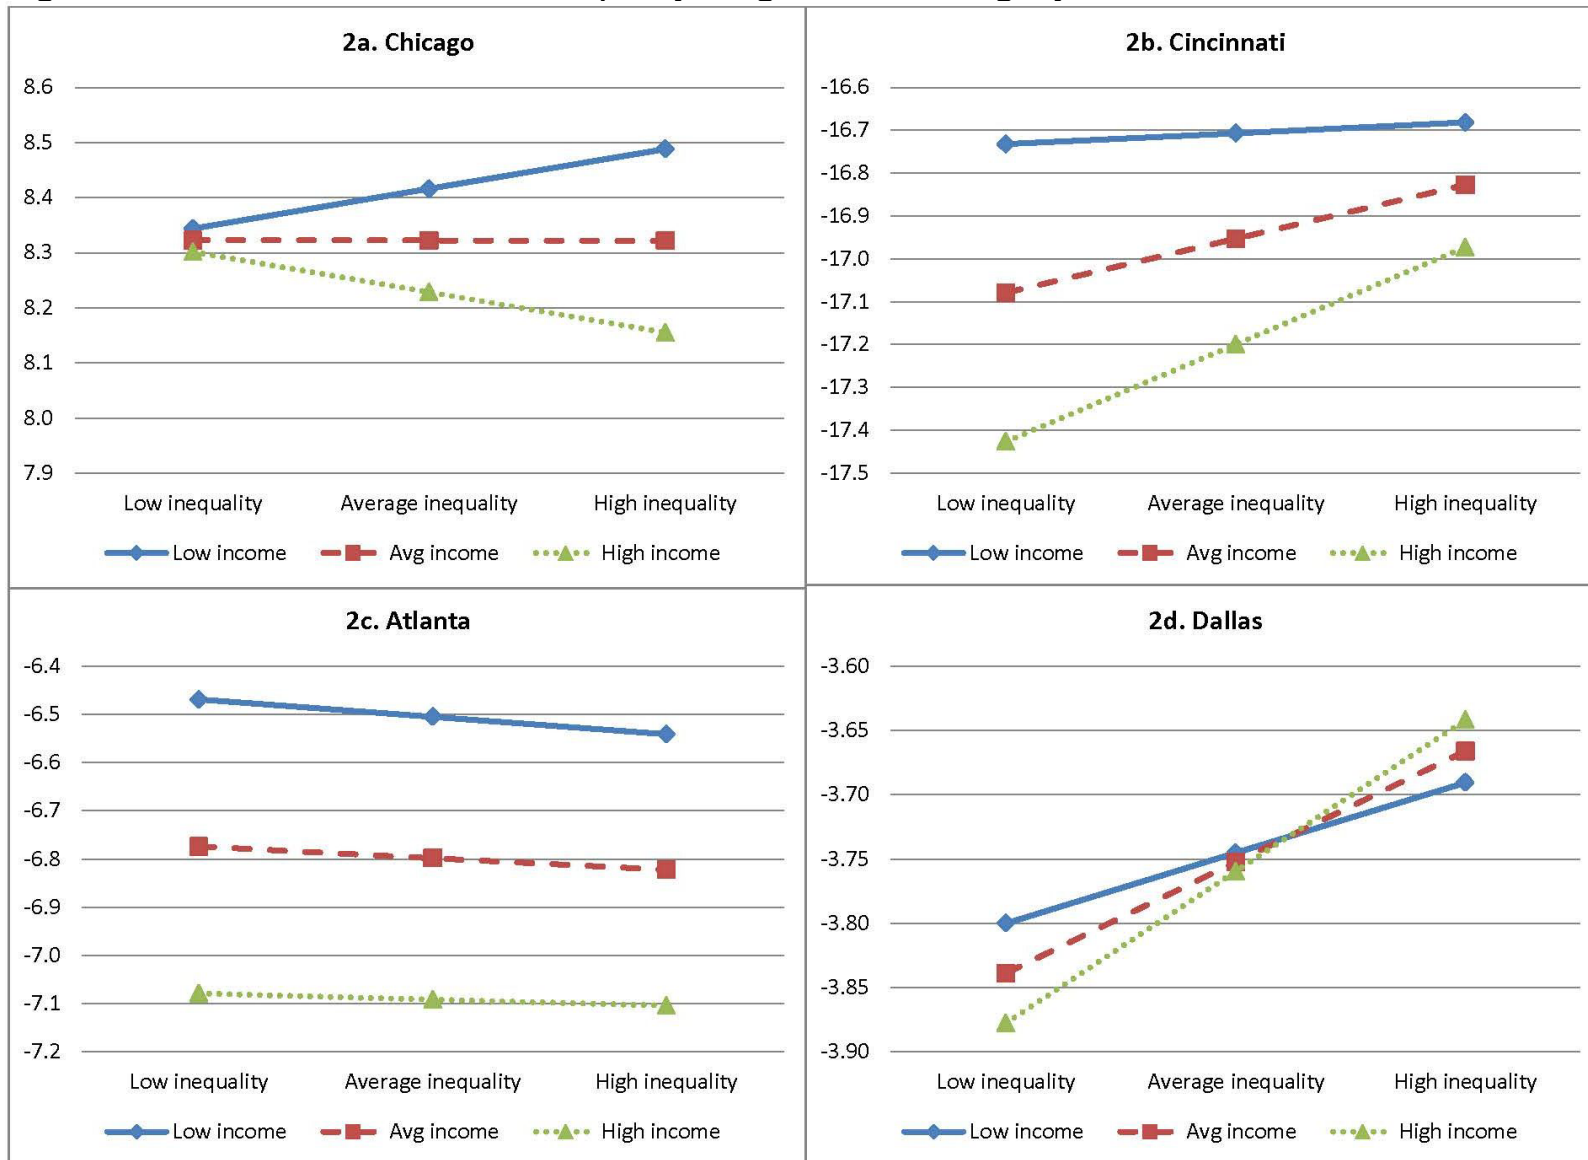 2a. Chicago
8.6
8.5
8.4
8.3
8.2
8.1
8.0
7.9
Low inequality Average inequality High inequality
Low income Avg income High income
2b. Cincinnati
-16.6
-16.7
-16.8
-16.9
-17.0
-17.1
-17.2
-17.3
-17.4
-17.5
Low inequality Average inequality High inequality
Low income Avg income High income
2c. Atlanta
-6.4
-6.5
-6.6
-6.7
-6.8
-6.9
-7.0
-7.1
-7.2
Low inequality Average inequality High inequality
Low income Avg income High income
2d. Dallas
-3.60
-3.65
-3.70
-3.75
-3.80
-3.85
-3.90
Low inequality Average inequality High inequality
Low income Avg income High income